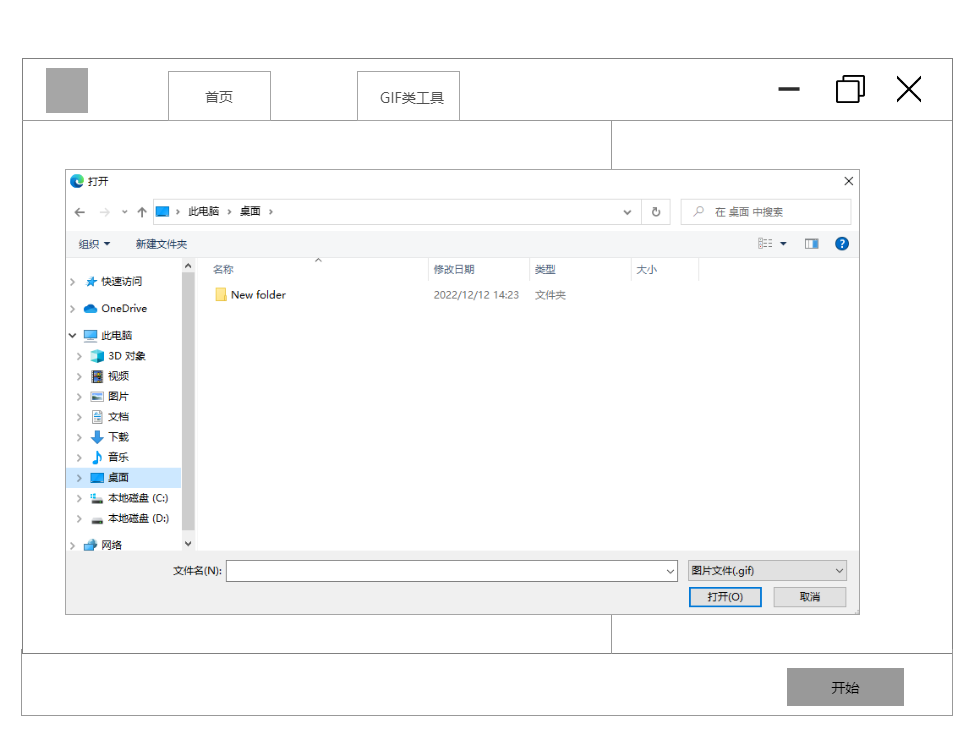 首页
GIF类工具
打开
此电脑 桌面
在 桌面 中搜索
组织
新建文件夹
名称 修改日期 类型 大小
New folder 2022/12/12 14:23 文件夹
快速访问
OneDrive
此电脑
3D 对象
视频
图片
文档
下载
音乐
桌面
本地磁盘 (C:)
本地磁盘 (D:)
网络
文件名(N):
图片文件(.gif)
打开(O)
取消
开始